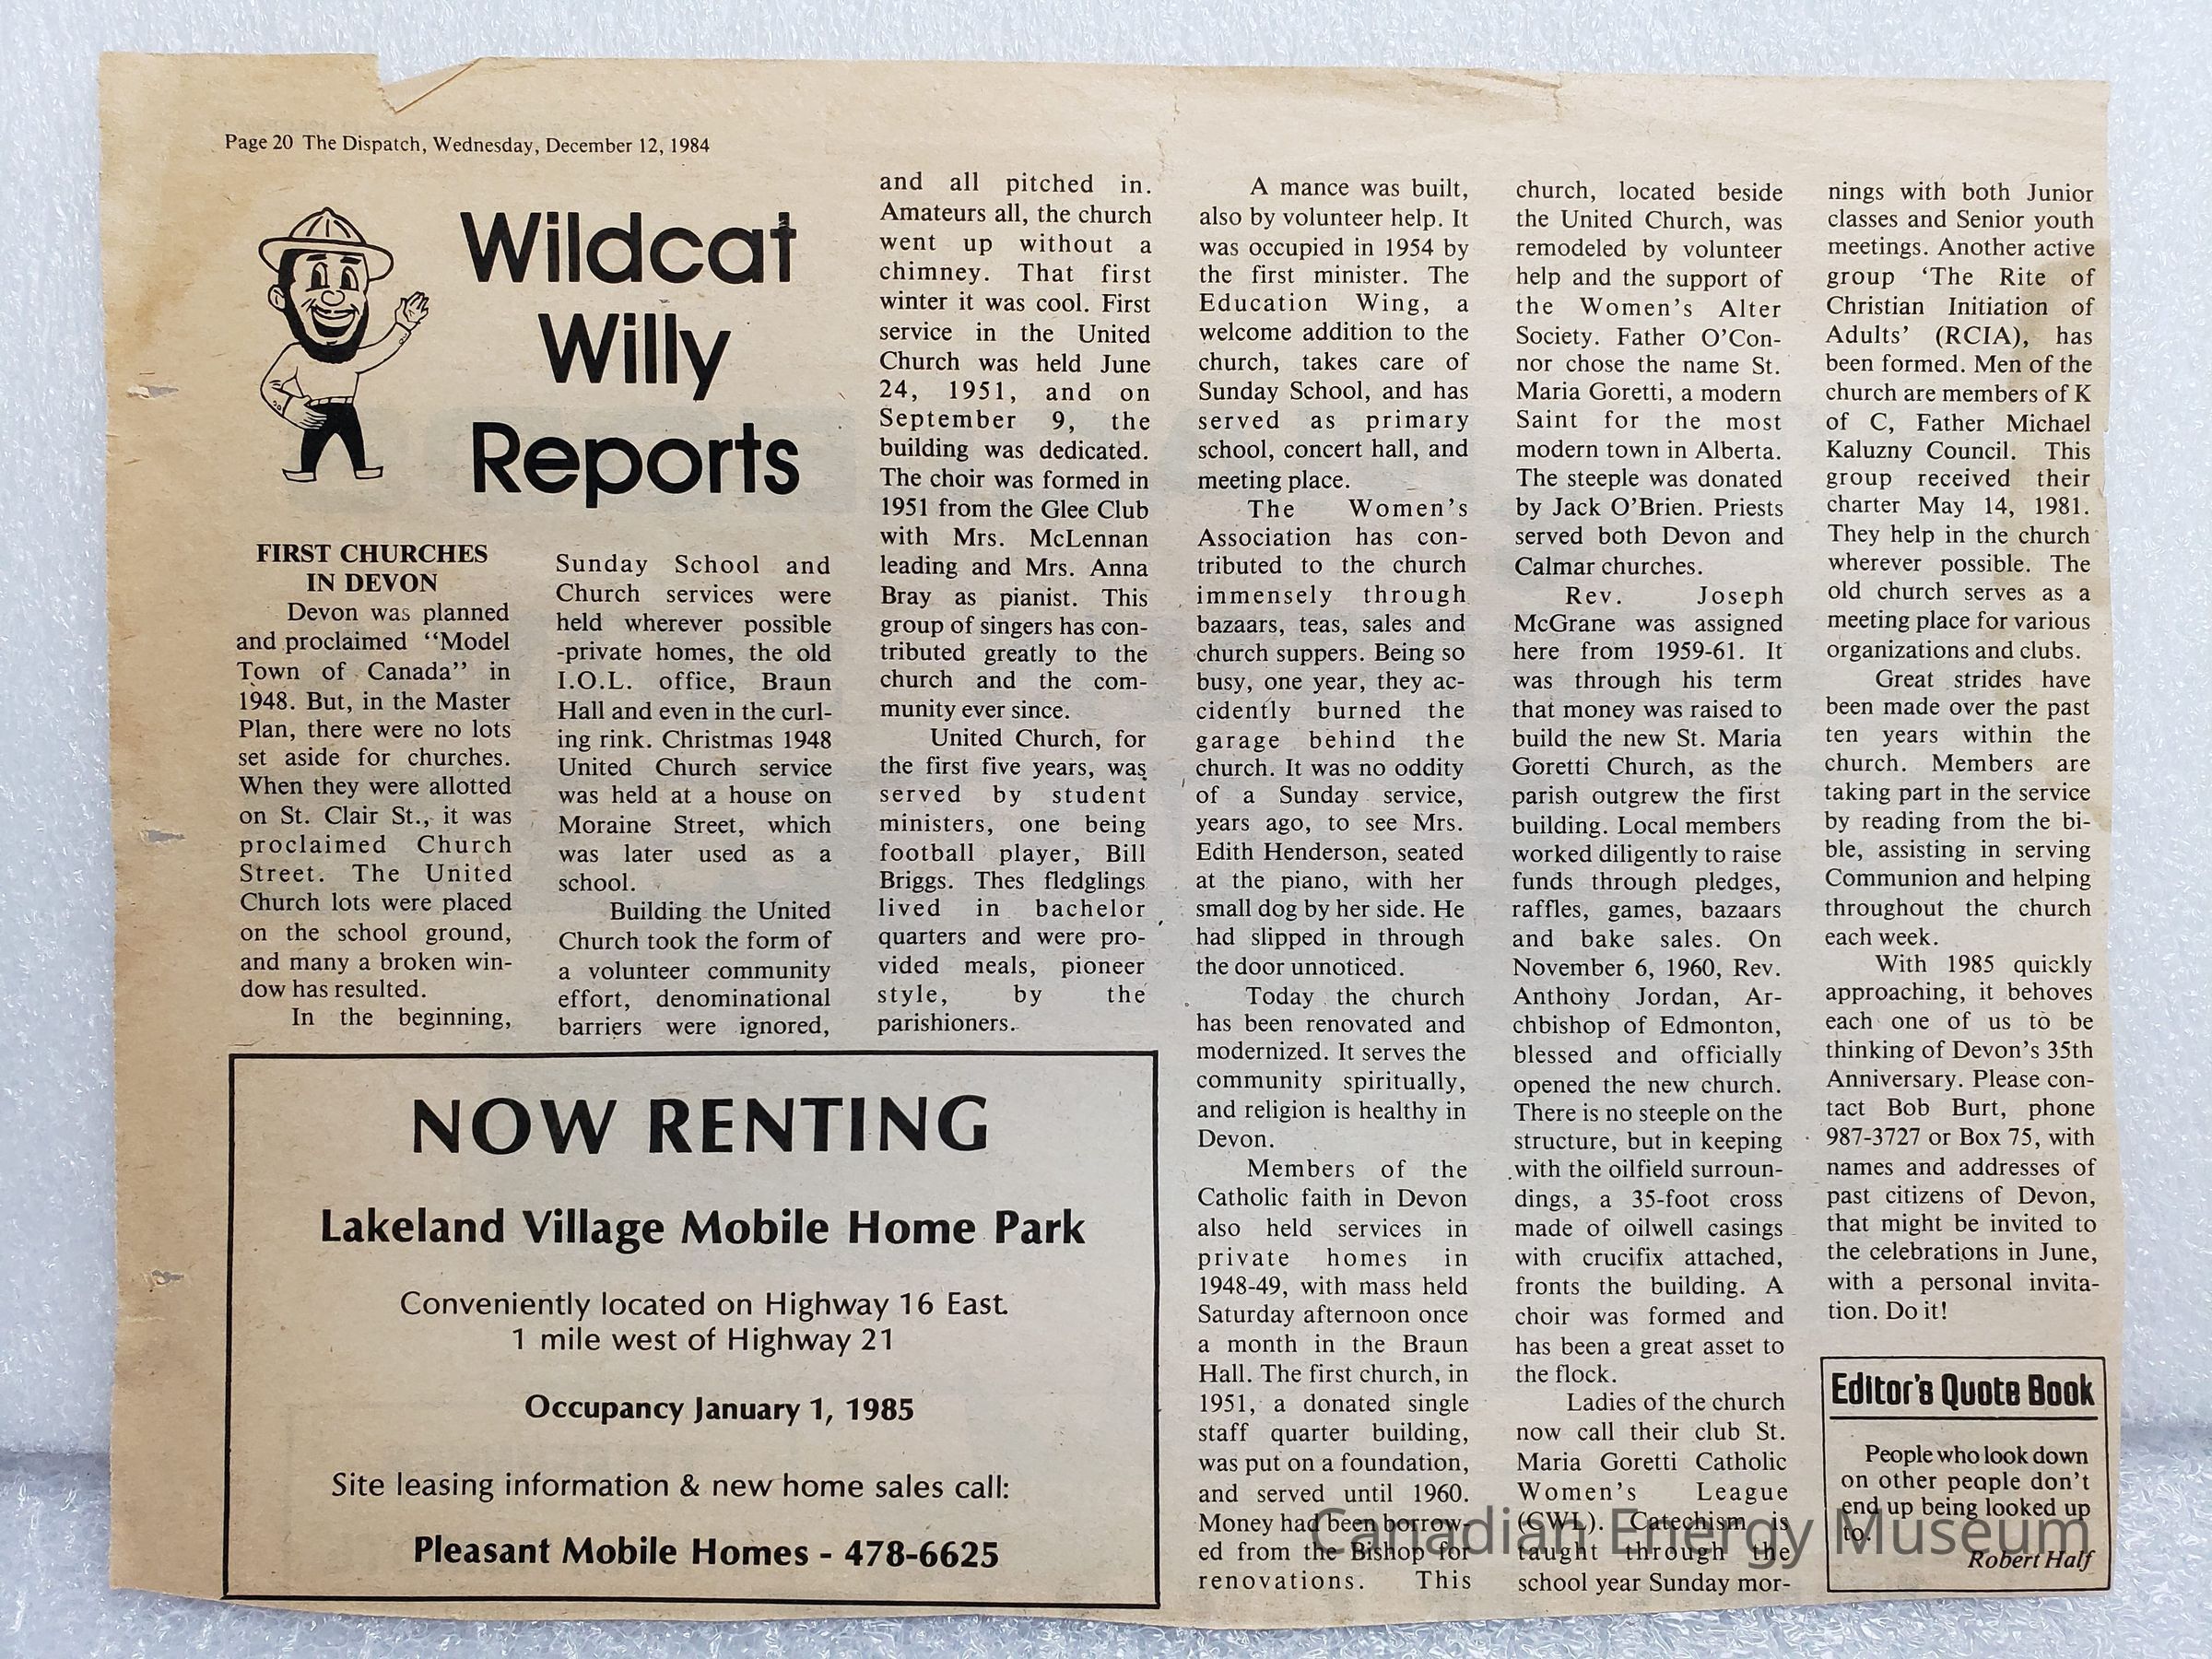 Page 20 The Dispatch, Wednesday, December 12, 1984
Wildcat
Willy
Reports
FIRST CHURCHES
IN DEVON
Devon was planned
and proclaimed “Model
Town of Canada” in
1948. But, in the Master
Plan, there were no lots
set aside for churches.
When they were allotted
on St. Clair St., it was
proclaimed Church
Street. The United
Church lots were placed
on the school ground,
and many a broken win-
dow has resulted.
In the beginning,
Sunday School and
Church services were
held wherever possible
-private homes, the old
I.O.L. office, Braun
Hall and even in the curl-
ing rink. Christmas 1948
United Church service
was held at a house on
Moraine Street, which
was later used as a
school.
Building the United
Church took the form of
a volunteer community
effort, denominational
barriers were ignored,
and all pitched in.
Amateurs all, the church
went up without a
chimney. That first
winter it was cool. First
service in the United
Church was held June
24, 1951, and on
September 9, the
building was dedicated.
The choir was formed in
1951 from the Glee Club
with Mrs. McLennan
leading and Mrs. Anna
Bray as pianist. This
group of singers has con-
tributed greatly to the
church and the com-
munity ever since.
United Church, for
the first five years, was
served by student
ministers, one being
football player, Bill
Briggs. Thes fledglings
lived in bachelor
quarters and were pro-
vided meals, pioneer
style, by the
parishioners.
A mance was built,
also by volunteer help. It
was occupied in 1954 by
the first minister. The
Education Wing, a
welcome addition to the
church, takes care of
Sunday School, and has
served as primary
school, concert hall, and
meeting place.
The Women’s
Association has con-
tributed to the church
immensely through
bazaars, teas, sales and
church suppers. Being so
busy, one year, they ac-
cidently burned the
garage behind the
church. It was no oddity
of a Sunday service,
years ago, to see Mrs.
Edith Henderson, seated
at the piano, with her
small dog by her side. He
had slipped in through
the door unnoticed.
Today the church
has been renovated and
modernized. It serves the
community spiritually,
and religion is healthy in
Devon.
Members of the
Catholic faith in Devon
also held services in
private homes in
1948-49, with mass held
Saturday afternoon once
a month in the Braun
Hall. The first church, in
1951, a donated single
staff quarter building,
was put on a foundation,
and served until 1960.
Money had been borrow-
ed from the Bishop for
renovations. This
church, located beside
the United Church, was
remodeled by volunteer
help and the support of
the Women’s Alter
Society. Father O’Con-
nor chose the name St.
Maria Goretti, a modern
Saint for the most
modern town in Alberta.
The steeple was donated
by Jack O’Brien. Priests
served both Devon and
Calmar churches.
Rev. Joseph
McGrane was assigned
here from 1959-61. It
was through his term
that money was raised to
build the new St. Maria
Goretti Church, as the
parish outgrew the first
building. Local members
worked diligently to raise
funds through pledges,
raffles, games, bazaars
and bake sales. On
November 6, 1960, Rev.
Anthony Jordan, Ar-
chbishop of Edmonton,
blessed and officially
opened the new church.
There is no steeple on the
structure, but in keeping
with the oilfield surroun-
dings, a 35-foot cross
made of oilwell casings
with crucifix attached,
fronts the building. A
choir was formed and
has been a great asset to
the flock.
Ladies of the church
now call their club St.
Maria Goretti Catholic
Women’s League
(CWL). Catechism is
taught through the
school year Sunday mor-
nings with both Junior
classes and Senior youth
meetings. Another active
group ‘The Rite of
Christian Initiation of
Adults’ (RCIA), has
been formed. Men of the
church are members of K
of C, Father Michael
Kaluzny Council. This
group received their
charter May 14, 1981.
They help in the church
wherever possible. The
old church serves as a
meeting place for various
organizations and clubs.
Great strides have
been made over the past
ten years within the
church. Members are
taking part in the service
by reading from the bi-
ble, assisting in serving
Communion and helping
throughout the church
each week.
With 1985 quickly
approaching, it behoves
each one of us to be
thinking of Devon’s 35th
Anniversary. Please con-
tact Bob Burt, phone
987-3727 or Box 75, with
names and addresses of
past citizens of Devon,
that might be invited to
the celebrations in June,
with a personal invita-
tion. Do it!
NOW RENTING
Lakeland Village Mobile Home Park
Conveniently located on Highway 16 East.
1 mile west of Highway 21
Occupancy January 1, 1985
Site leasing information & new home sales call:
Pleasant Mobile Homes - 478-6625
Editor’s Quote Book
People who look down
on other people don’t
end up being looked up
to.
Robert Half
Canadian Energy Museum